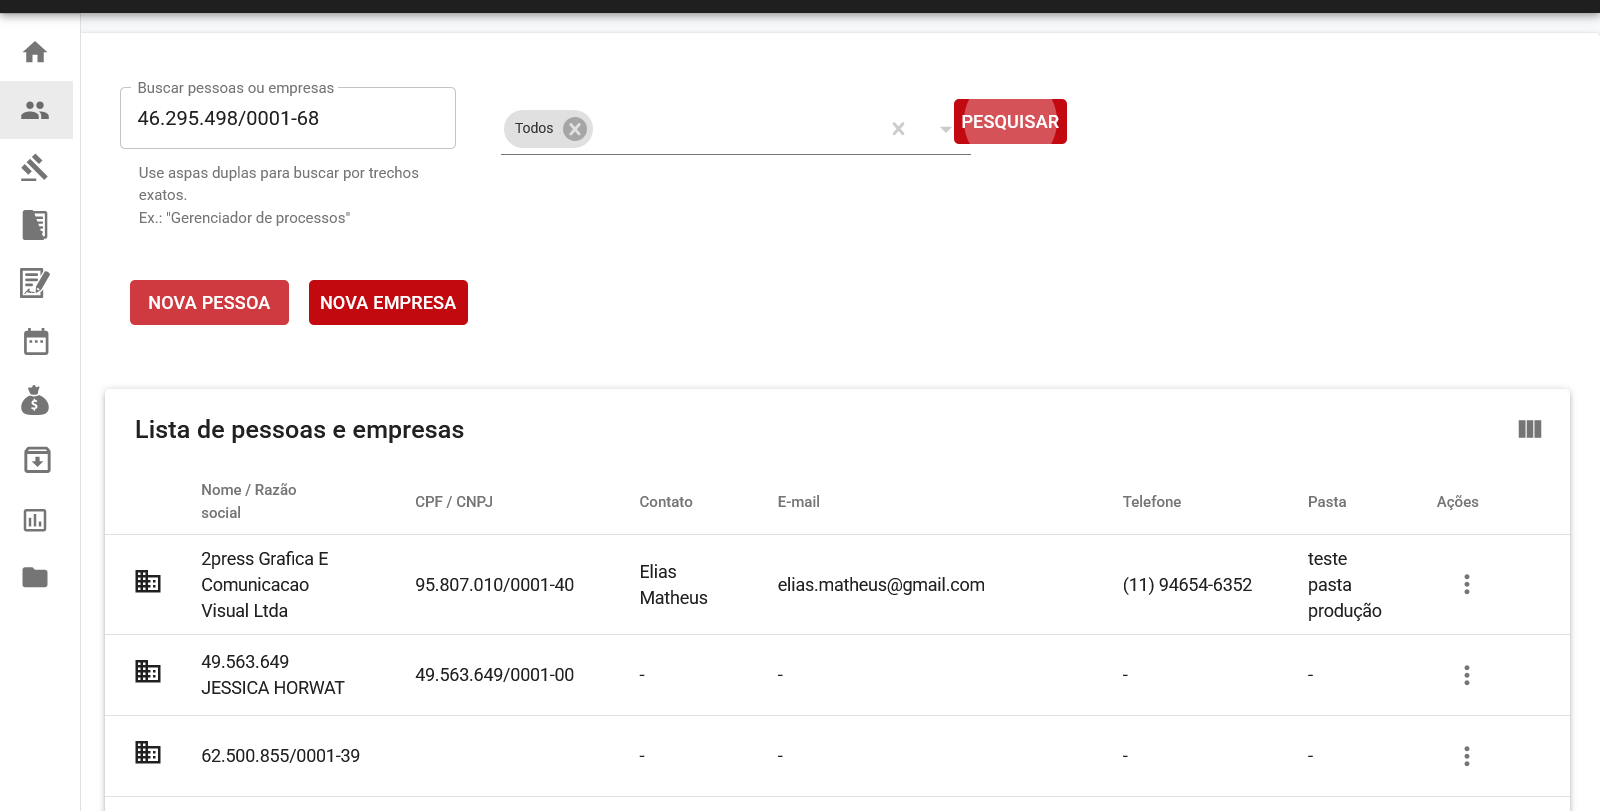 Buscar pessoas ou empresas
46.295.498/0001-68
Todos
PESQUISAR
Use aspas duplas para buscar por trechos
exatos.
Ex.: "Gerenciador de processos"
NOVA PESSOA
NOVA EMPRESA
Lista de pessoas e empresas
Nome / Razão
social
CPF / CNPJ
Contato
E-mail
Telefone
Pasta
Ações
2press Grafica E
Comunicacao
Visual Ltda
95.807.010/0001-40
Elias
Matheus
elias.matheus@gmail.com
(11) 94654-6352
teste
pasta
produção
49.563.649
JESSICA HORWAT
49.563.649/0001-00
-
-
-
-
62.500.855/0001-39
-
-
-
-